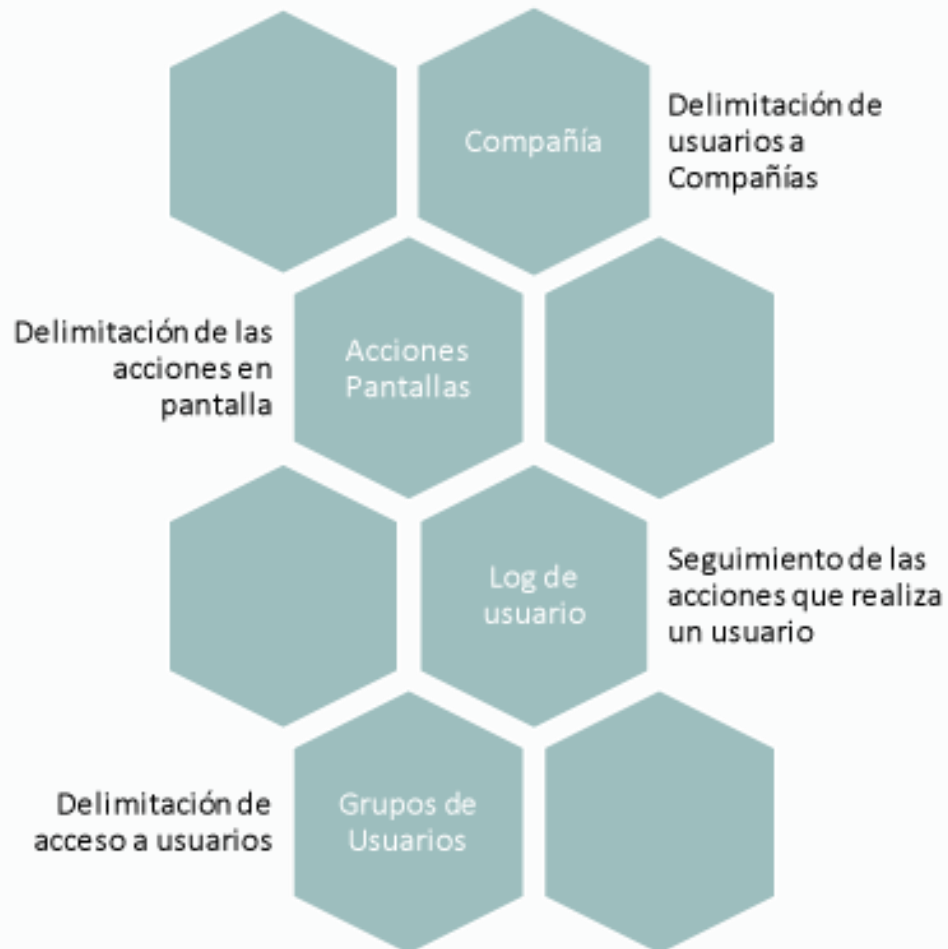 Compañía
Delimitación de
usuarios a
Compañías
Delimitación de las
acciones en
pantalla
Acciones
Pantallas
Log de
usuario
Seguimiento de las
acciones que realiza
un usuario
Delimitación de
acceso a usuarios
Grupos de
Usuarios